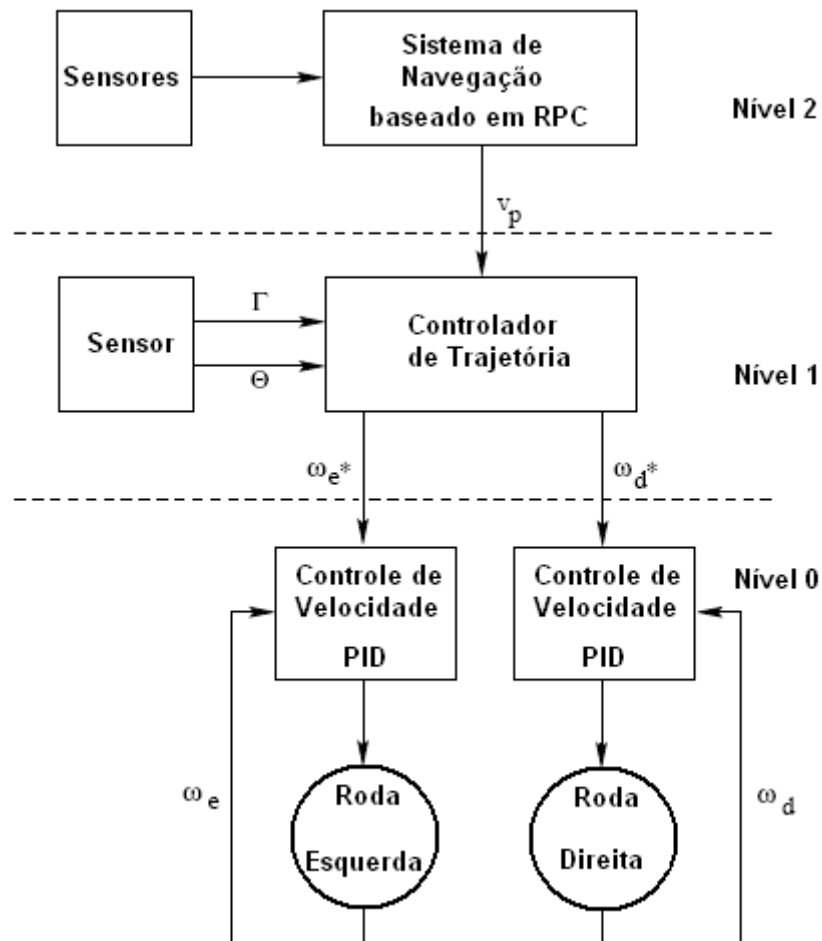 Sensores
Sistema de
Navegação
baseado em RPC
Nível 2
v_p
Sensor
Γ
Θ
Controlador
de Trajetória
Nível 1
ω_e*
ω_d*
Controle de
Velocidade
PID
Controle de
Velocidade
PID
Nível 0
ω_e
Roda
Esquerda
Roda
Direita
ω_d